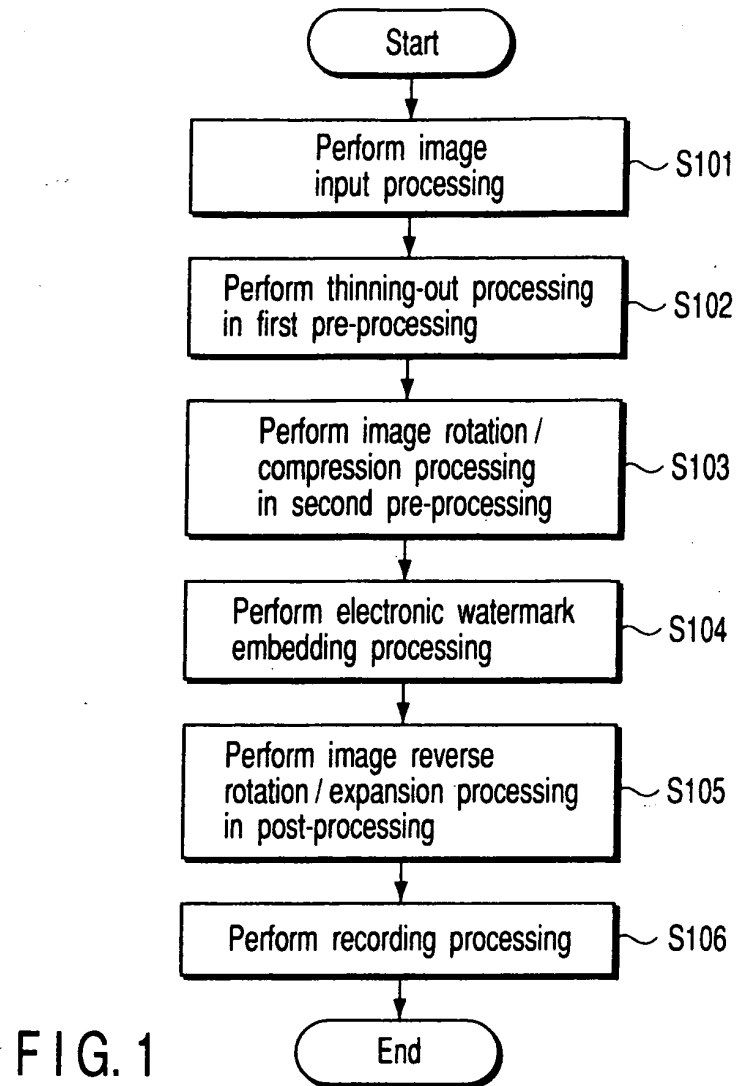 Start
Perform image
input processing
S101
Perform thinning-out processing
in first pre-processing
S102
Perform image rotation /
compression processing
in second pre-processing
S103
Perform electronic watermark
embedding processing
S104
Perform image reverse
rotation / expansion processing
in post-processing
S105
Perform recording processing
S106
End
FIG. 1